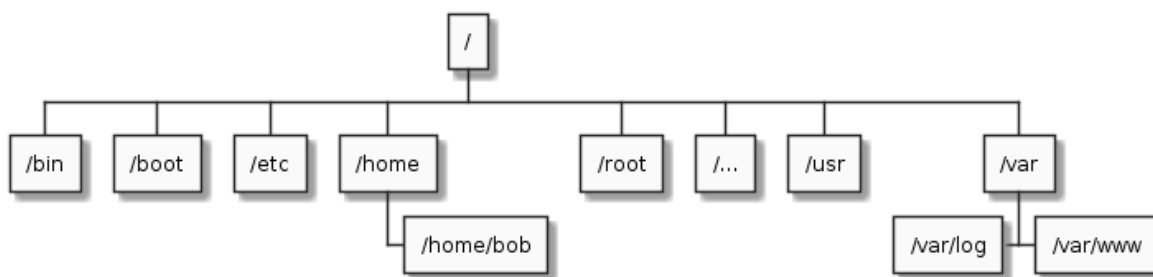 /
/bin
/boot
/etc
/home
/root
/...
/usr
/var
/home/bob
/var/log
/var/www